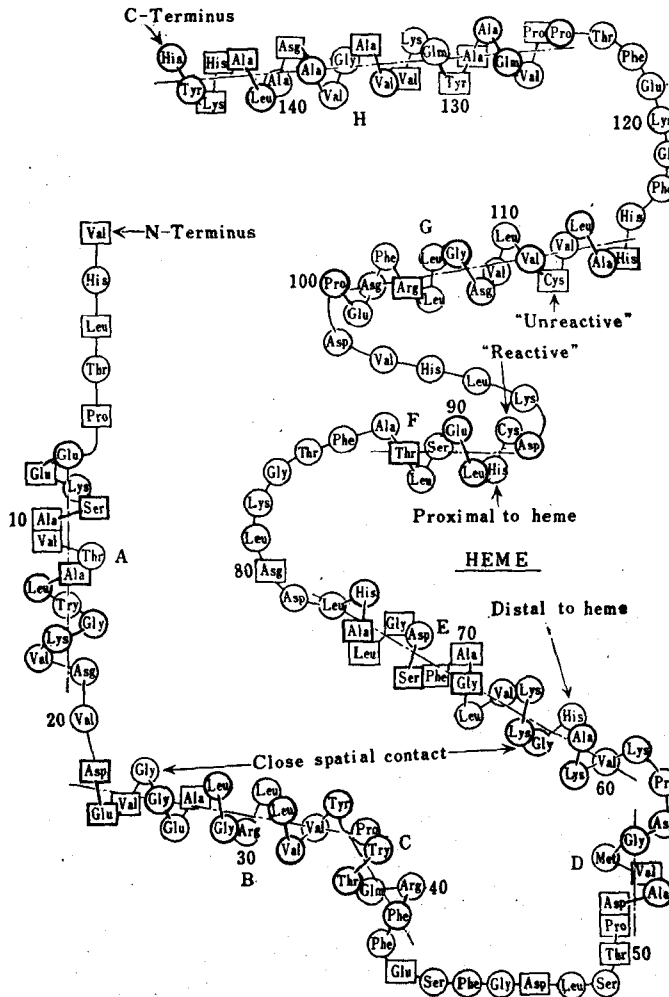 C-Terminus
His Tyr Lys His Ala Leu Ala Asg Ala Val Gly Ala Val Val Lys Glm Tyr Ala Ala Glm Val Pro Pro Thr
140
130
H
Phe
Glu
Lys
120
Phe
His
Val
N-Terminus
His
Leu
Thr
Pro
G
110
100
Pro Glu Asg Phe Arg Leu Leu Gly Asg Val Leu Val Cys Val Leu Ala His
"Unreactive"
Asp Val His Leu Lys
"Reactive"
F
90
Gly Thr Phe Ala Thr Leu Ser Glu Leu His Cys Asp
Proximal to heme
Lys
Leu
HEME
Glu
Glu
Lys
Ser
10
Ala
Val
Thr
A
Ala
Leu
Try
Gly
Lys
Val
Asg
20
Val
80
Asg
Asp Leu His Ala Leu Gly Asp Ser Phe Ala Gly Leu Val Lys Lys Gly His Ala Lys Val Lys
E
70
60
Distal to heme
Close spatial contact
Asp Glu Val Gly Gly Glu Ala Leu Gly Arg Leu Leu Val Val Tyr Pro Try
30
B
C
Thr Glm Arg
40
Phe
Phe
D
Gly
Met
Val
Ala
Asp
Pro
Thr
50
Glu Ser Phe Gly Asp Leu Ser